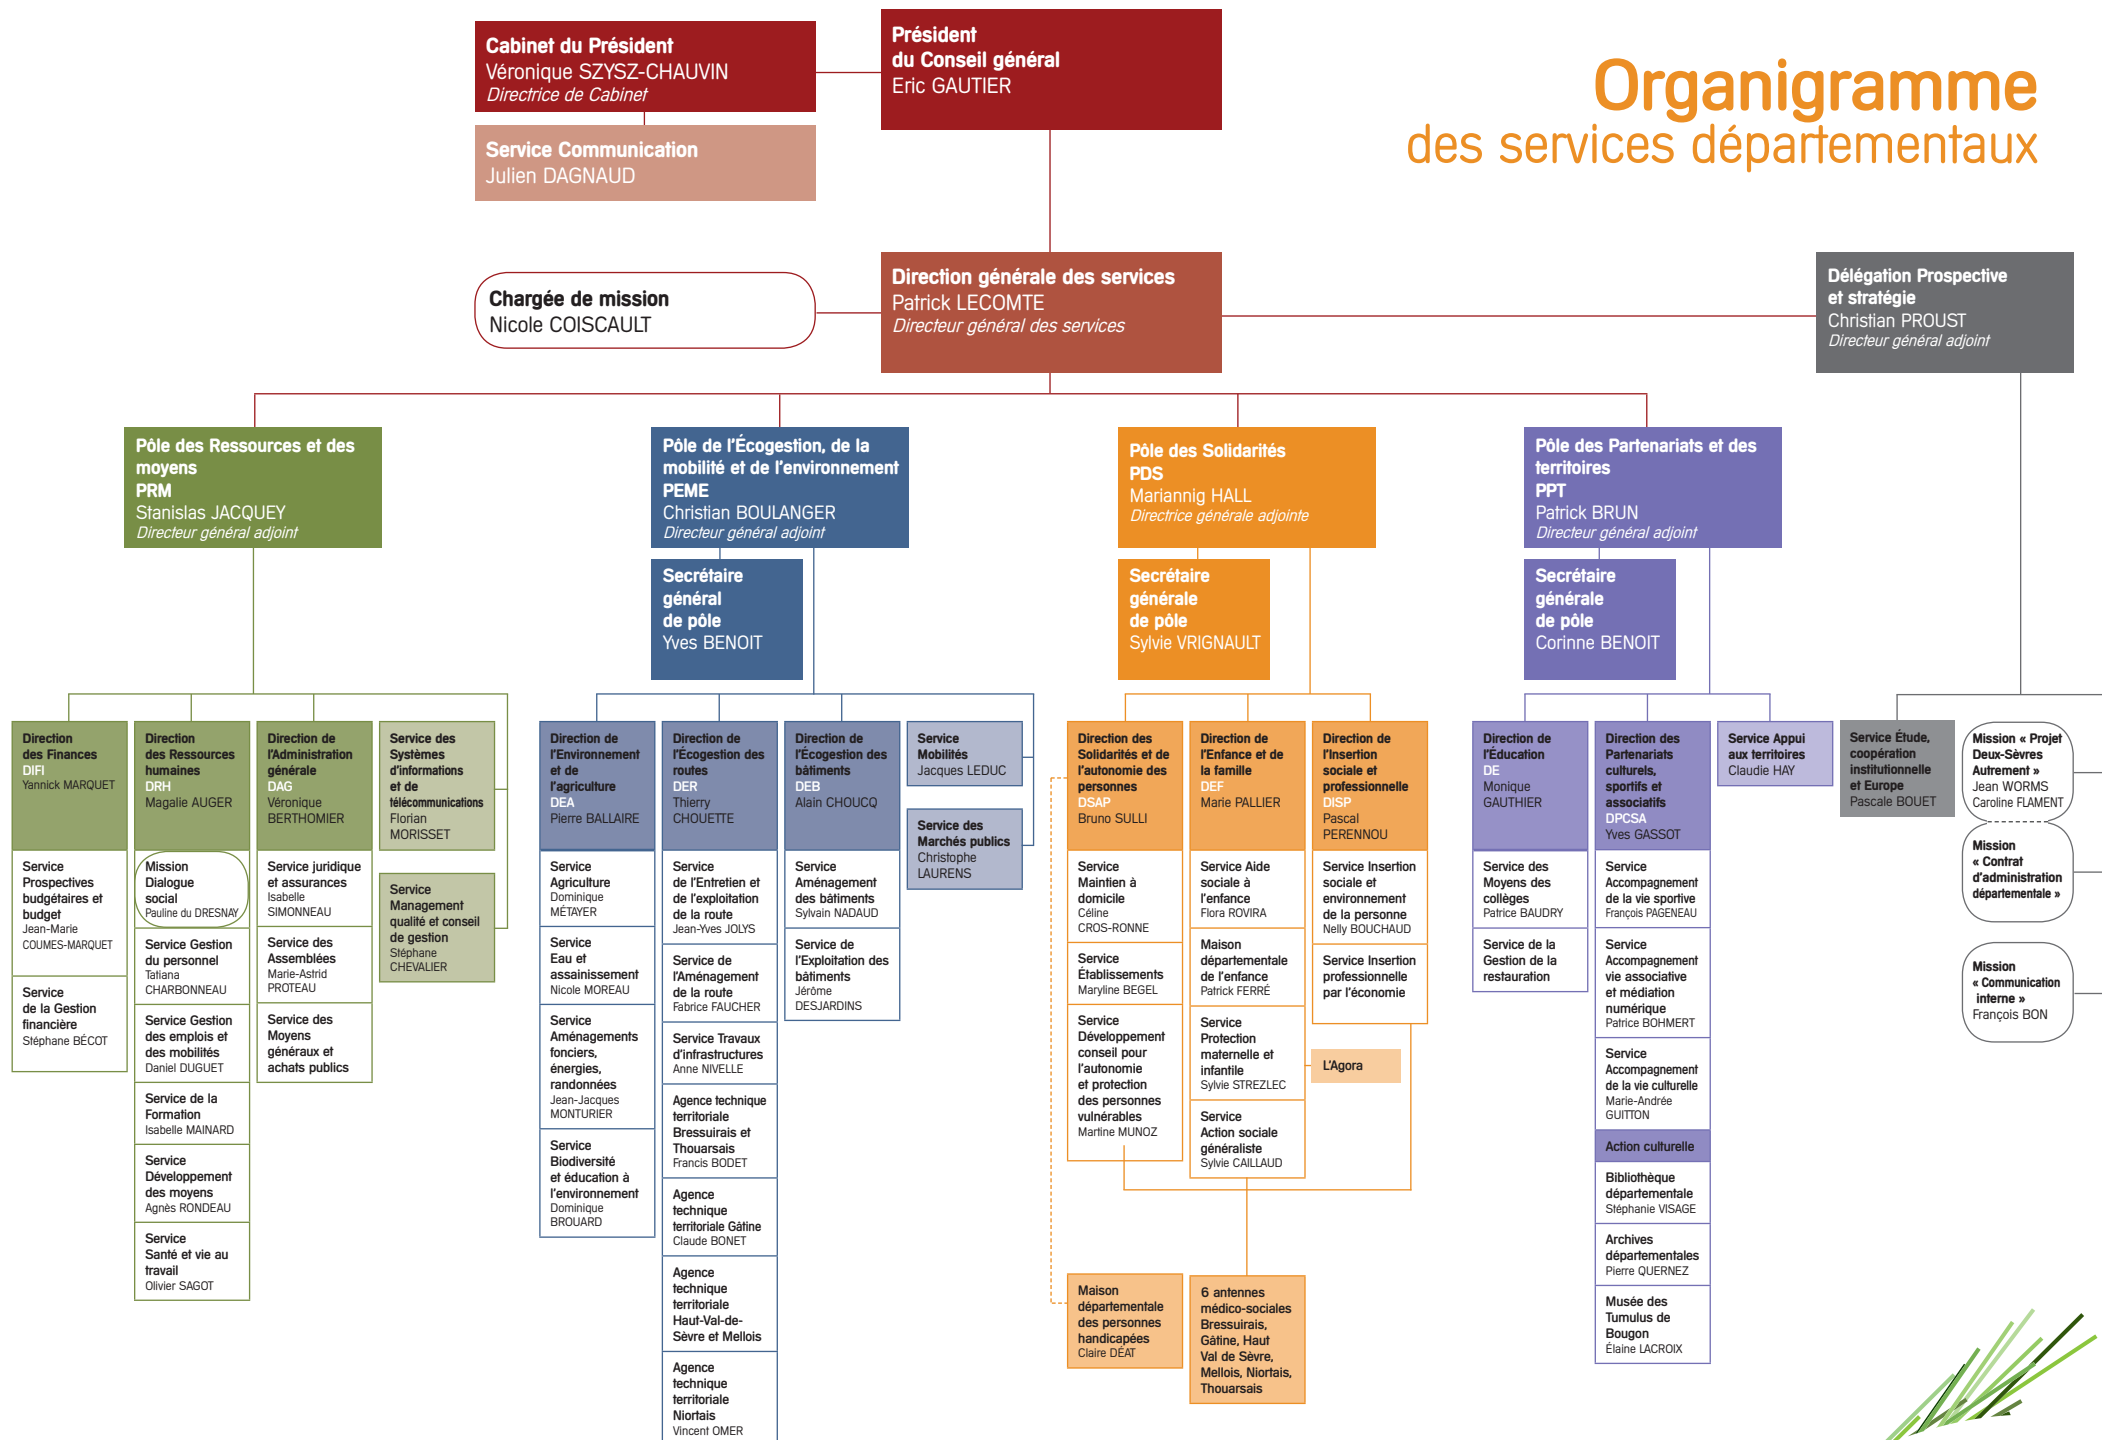 Organigramme
des services départementaux
Cabinet du Président
Véronique SZYSZ-CHAUVIN
Directrice de Cabinet
Président
du Conseil général
Eric GAUTIER
Service Communication
Julien DAGNAUD
Chargée de mission
Nicole COISCAULT
Direction générale des services
Patrick LECOMTE
Directeur général des services
Délégation Prospective
et stratégie
Christian PROUST
Directeur général adjoint
Pôle des Ressources et des
moyens
PRM
Stanislas JACQUEY
Directeur général adjoint
Pôle de l'Écogestion, de la
mobilité et de l'environnement
PEME
Christian BOULANGER
Directeur général adjoint
Secrétaire
général
de pôle
Yves BENOIT
Pôle des Solidarités
PDS
Mariannig HALL
Directrice générale adjointe
Secrétaire
générale
de pôle
Sylvie VRIGNAULT
Pôle des Partenariats et des
territoires
PPT
Patrick BRUN
Directeur général adjoint
Secrétaire
générale
de pôle
Corinne BENOIT
Direction
des Finances
DIFI
Yannick MARQUET
Service
Prospectives
budgétaires et
budget
Jean-Marie
COUMES-MARQUET
Service
de la Gestion
financière
Stéphane BÉCOT
Direction
des Ressources
humaines
DRH
Magalie AUGER
Mission
Dialogue
social
Pauline du DRESNAY
Service Gestion
du personnel
Tatiana
CHARBONNEAU
Service Gestion
des emplois et
des mobilités
Daniel DUGUET
Service de la
Formation
Isabelle MAINARD
Service
Développement
des moyens
Agnès RONDEAU
Service
Santé et vie au
travail
Olivier SAGOT
Direction de
l'Administration
générale
DAG
Véronique
BERTHOMIER
Service juridique
et assurances
Isabelle
SIMONNEAU
Service des
Assemblées
Marie-Astrid
PROTEAU
Service des
Moyens
généraux et
achats publics
Service des
Systèmes
d'informations
et de
télécommunications
Florian
MORISSET
Service
Management
qualité et conseil
de gestion
Stéphane
CHEVALIER
Direction de
l'Environnement
et de
l'agriculture
DEA
Pierre BALLAIRE
Service
Agriculture
Dominique
MÉTAYER
Service
Eau et
assainissement
Nicole MOREAU
Service
Aménagements
fonciers,
énergies,
randonnées
Jean-Jacques
MONTURIER
Service
Biodiversité
et éducation à
l'environnement
Dominique
BROUARD
Direction de
l'Écogestion des
routes
DER
Thierry
CHOUETTE
Service
de l'Entretien et
de l'exploitation
de la route
Jean-Yves JOLYS
Service de
l'Aménagement
de la route
Fabrice FAUCHER
Service Travaux
d'infrastructures
Anne NIVELLE
Agence technique
territoriale
Bressuirais et
Thouarsais
Francis BODET
Agence
technique
territoriale Gâtine
Claude BONET
Agence
technique
territoriale
Haut-Val-de-
Sèvre et Mellois
Agence
technique
territoriale
Niortais
Vincent OMER
Direction de
l'Écogestion des
bâtiments
DEB
Alain CHOUCQ
Service
Aménagement
des bâtiments
Sylvain NADAUD
Service de
l'Exploitation des
bâtiments
Jérôme
DESJARDINS
Service
Mobilités
Jacques LEDUC
Service des
Marchés publics
Christophe
LAURENS
Direction des
Solidarités et de
l'autonomie des
personnes
DSAP
Bruno SULLI
Service
Maintien à
domicile
Céline
CROS-RONNE
Service
Établissements
Maryline BEGEL
Service
Développement
conseil pour
l'autonomie
et protection
des personnes
vulnérables
Martine MUNOZ
Maison
départementale
des personnes
handicapées
Claire DÉAT
Direction de
l'Enfance et de
la famille
DEF
Marie PALLIER
Service Aide
sociale à
l'enfance
Flora ROVIRA
Maison
départementale
de l'enfance
Patrick FERRÉ
Service
Protection
maternelle et
infantile
Sylvie STREZLEC
Service
Action sociale
généraliste
Sylvie CAILLAUD
6 antennes
médico-sociales
Bressuirais,
Gâtine, Haut
Val de Sèvre,
Mellois, Niortais,
Thouarsais
Direction de
l'Insertion
sociale et
professionnelle
DISP
Pascal
PERENNOU
Service Insertion
sociale et
environnement
de la personne
Nelly BOUCHAUD
Service Insertion
professionnelle
par l'économie
L'Agora
Direction de
l'Éducation
DE
Monique
GAUTHIER
Service des
Moyens des
collèges
Patrice BAUDRY
Service de la
Gestion de la
restauration
Direction des
Partenariats
culturels,
sportifs et
associatifs
DPCSA
Yves GASSOT
Service
Accompagnement
de la vie sportive
François PAGENEAU
Service
Accompagnement
vie associative
et médiation
numérique
Patrice BOHMERT
Service
Accompagnement
de la vie culturelle
Marie-Andrée
GUITTON
Action culturelle
Bibliothèque
départementale
Stéphanie VISAGE
Archives
départementales
Pierre QUERNEZ
Musée des
Tumulus de
Bougon
Élaine LACROIX
Service Appui
aux territoires
Claudie HAY
Service Étude,
coopération
institutionnelle
et Europe
Pascale BOUET
Mission « Projet
Deux-Sèvres
Autrement »
Jean WORMS
Caroline FLAMENT
Mission
« Contrat
d'administration
départementale »
Mission
« Communication
interne »
François BON